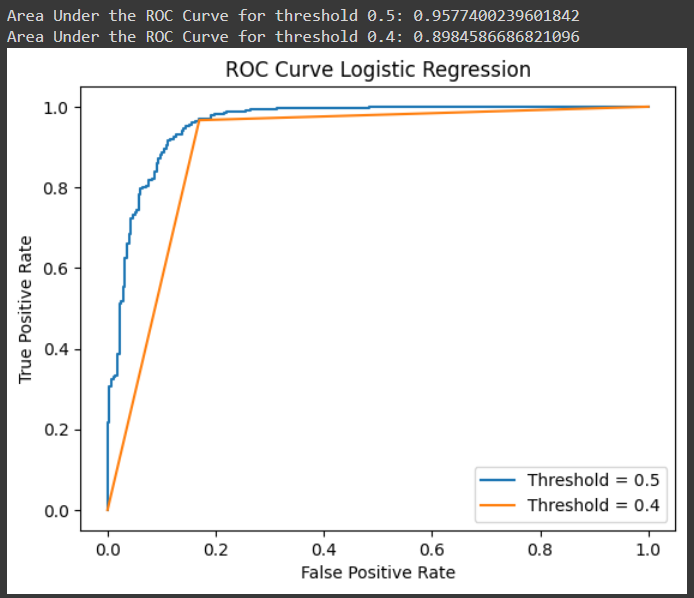 Area Under the ROC Curve for threshold 0.5: 0.9577400239601842
Area Under the ROC Curve for threshold 0.4: 0.8984586686821096
ROC Curve Logistic Regression
True Positive Rate
1.0
0.8
0.6
0.4
0.2
0.0
Threshold = 0.5
Threshold = 0.4
0.0 0.2 0.4 0.6 0.8 1.0
False Positive Rate